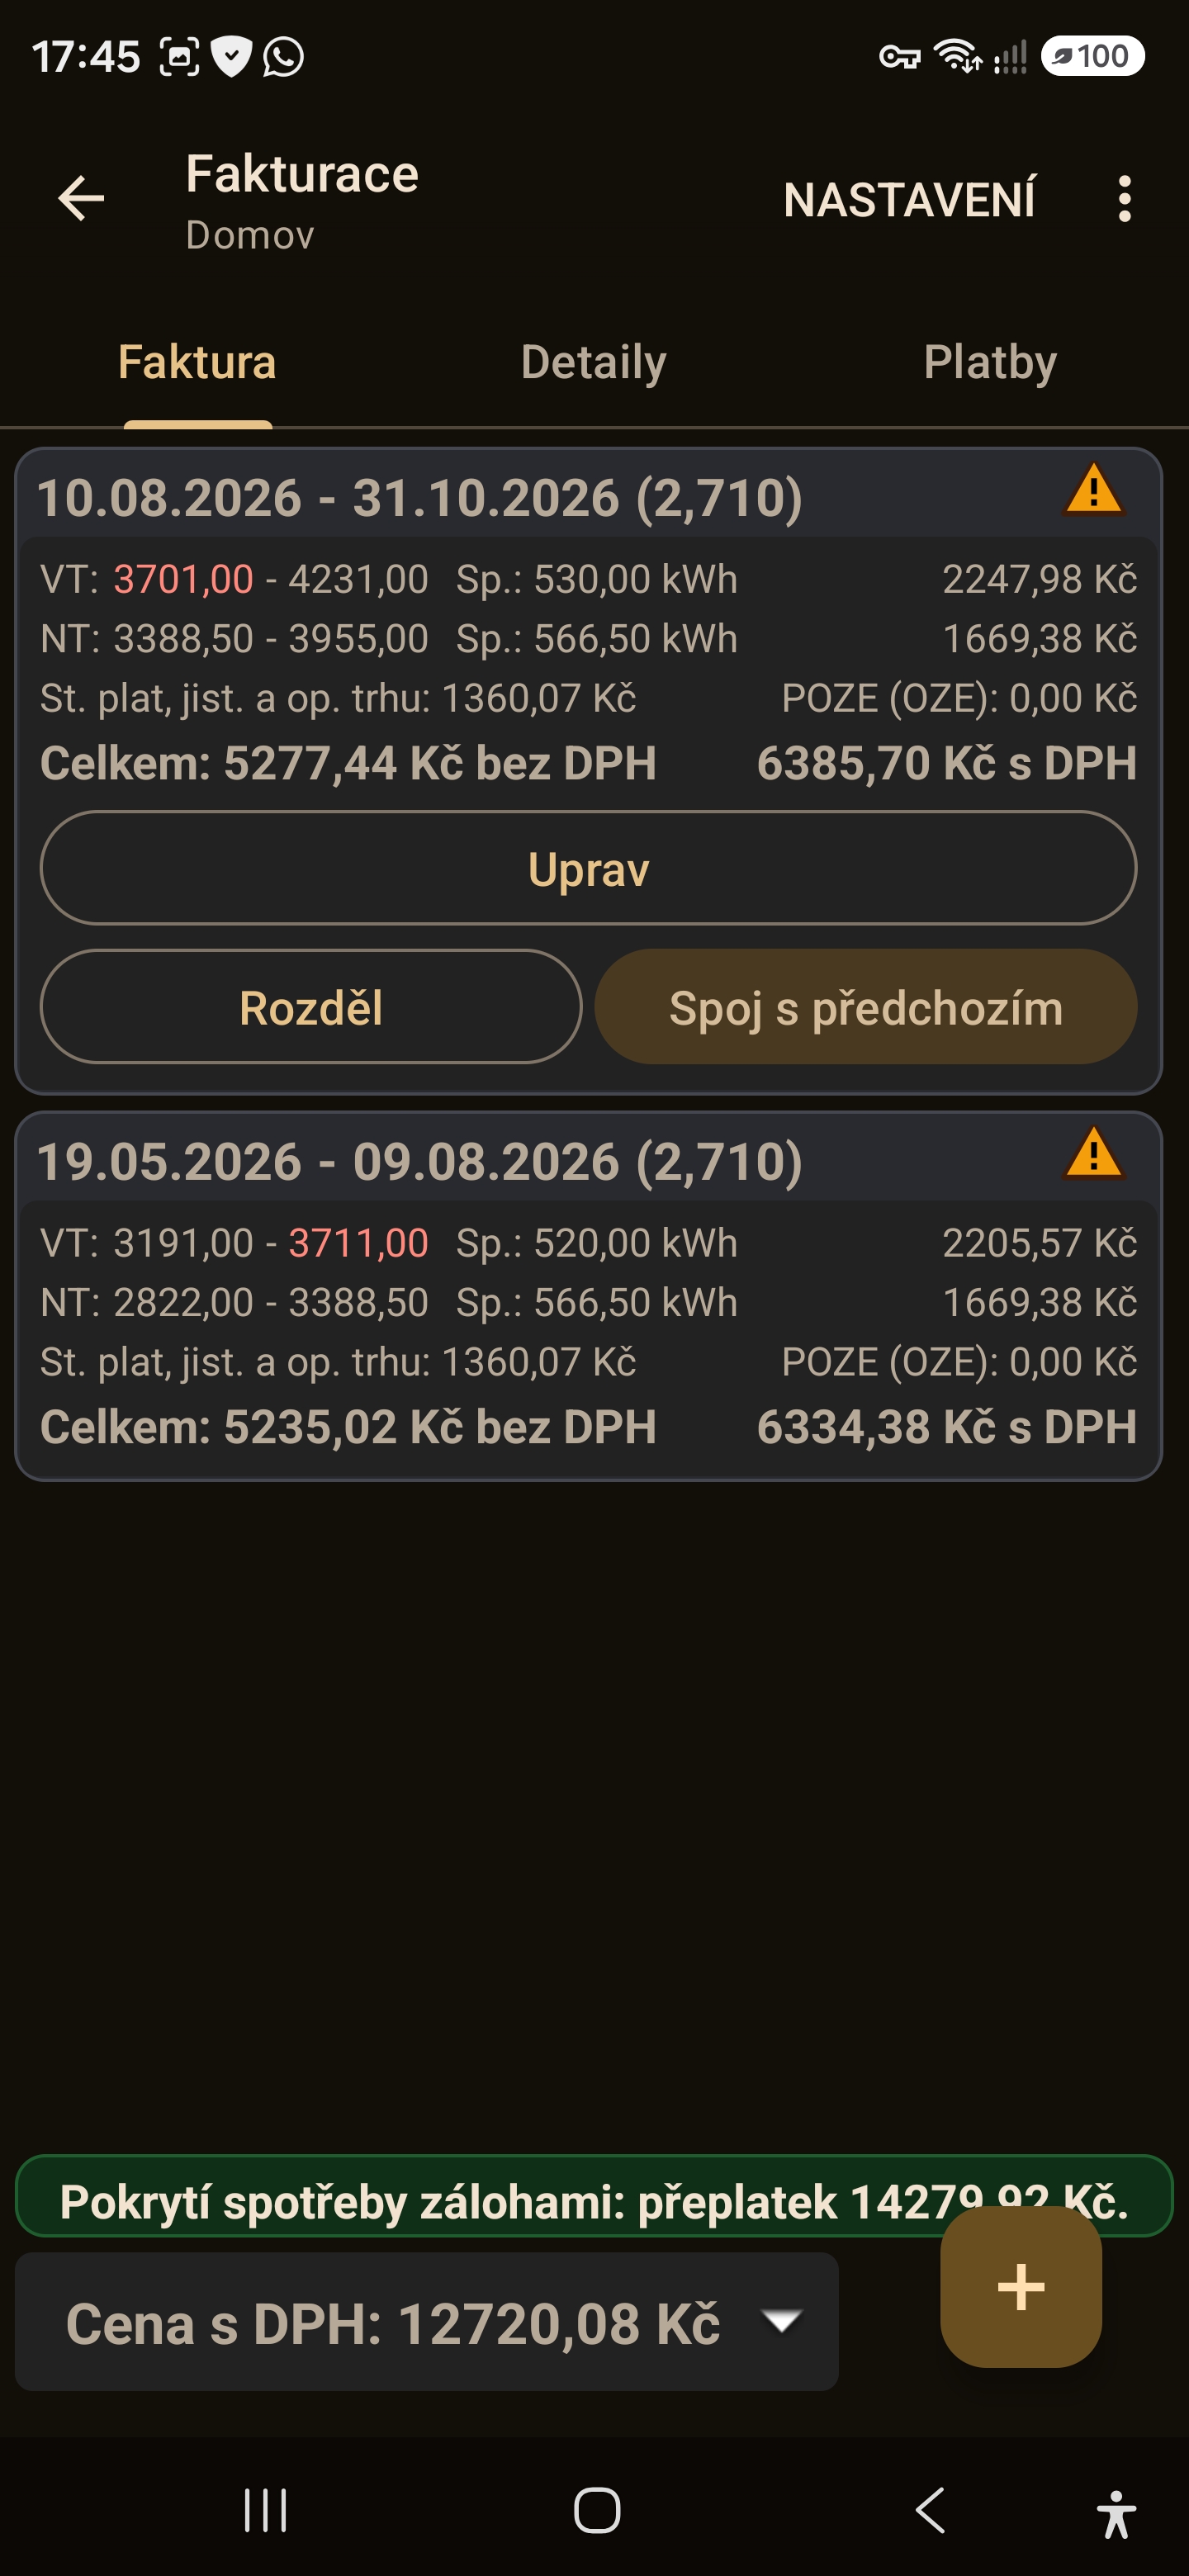 17:45
100
Fakturace
Domov
NASTAVENÍ
Faktura Detaily Platby
10.08.2026 - 31.10.2026 (2,710)
VT: 3701,00 - 4231,00 Sp.: 530,00 kWh 2247,98 Kč
NT: 3388,50 - 3955,00 Sp.: 566,50 kWh 1669,38 Kč
St. plat, jist. a op. trhu: 1360,07 Kč POZE (OZE): 0,00 Kč
Celkem: 5277,44 Kč bez DPH 6385,70 Kč s DPH
Uprav
Rozděl Spoj s předchozím
19.05.2026 - 09.08.2026 (2,710)
VT: 3191,00 - 3711,00 Sp.: 520,00 kWh 2205,57 Kč
NT: 2822,00 - 3388,50 Sp.: 566,50 kWh 1669,38 Kč
St. plat, jist. a op. trhu: 1360,07 Kč POZE (OZE): 0,00 Kč
Celkem: 5235,02 Kč bez DPH 6334,38 Kč s DPH
Pokrytí spotřeby zálohami: přeplatek 14279,92 Kč.
Cena s DPH: 12720,08 Kč